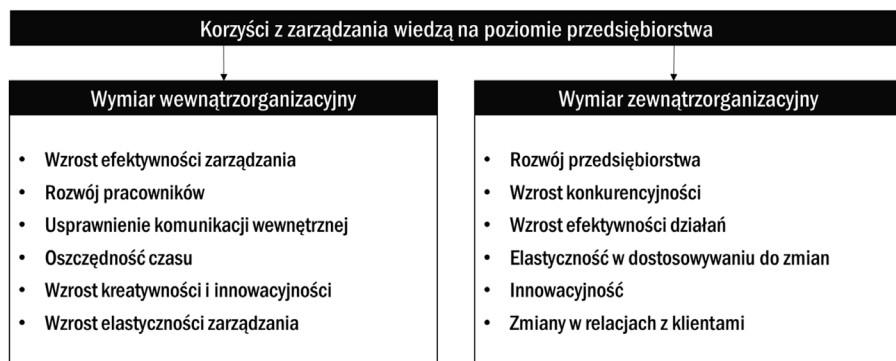 Korzyści z zarządzania wiedzą na poziomie przedsiębiorstwa
Wymiar wewnątrzorganizacyjny
• Wzrost efektywności zarządzania
• Rozwój pracowników
• Usprawnienie komunikacji wewnętrznej
• Oszczędność czasu
• Wzrost kreatywności i innowacyjności
• Wzrost elastyczności zarządzania
Wymiar zewnątrzorganizacyjny
• Rozwój przedsiębiorstwa
• Wzrost konkurencyjności
• Wzrost efektywności działań
• Elastyczność w dostosowywaniu do zmian
• Innowacyjność
• Zmiany w relacjach z klientami